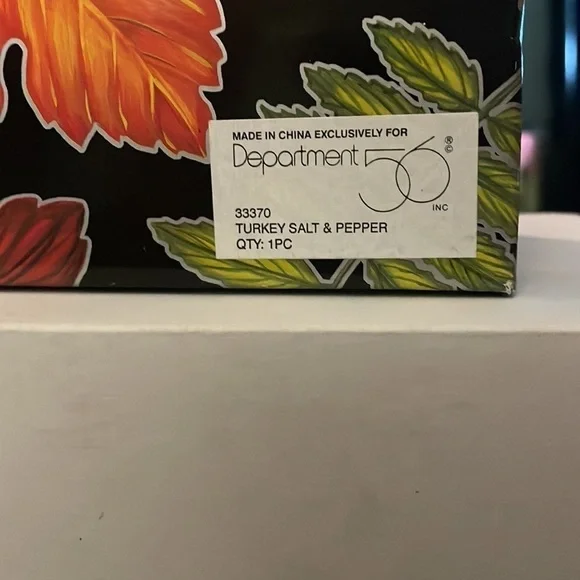 MADE IN CHINA EXCLUSIVELY FOR
Department 56 ® ©
INC
33370
TURKEY SALT & PEPPER
QTY: 1PC